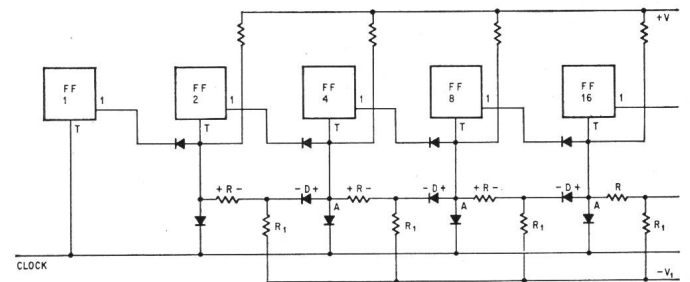 +V
FF
1
FF
2
FF
4
FF
8
FF
16
1
1
1
1
1
T
T
T
T
T
+ R -
- D +
+ R -
- D +
+ R -
- D +
R
A
A
A
R1
R1
R1
R1
CLOCK
-V1